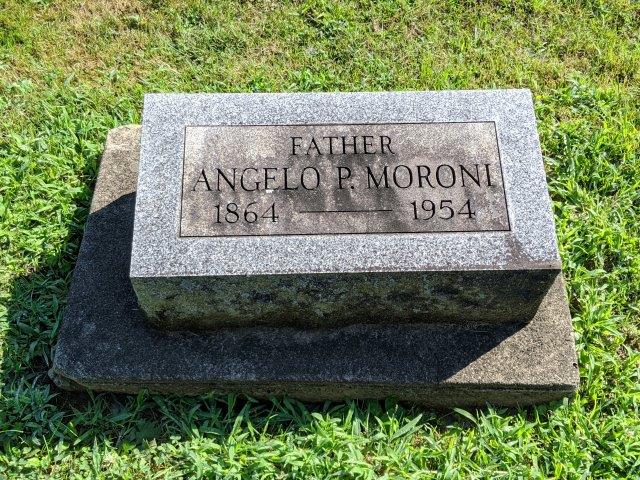 FATHER
ANGELO P. MORONI
1864 — 1954